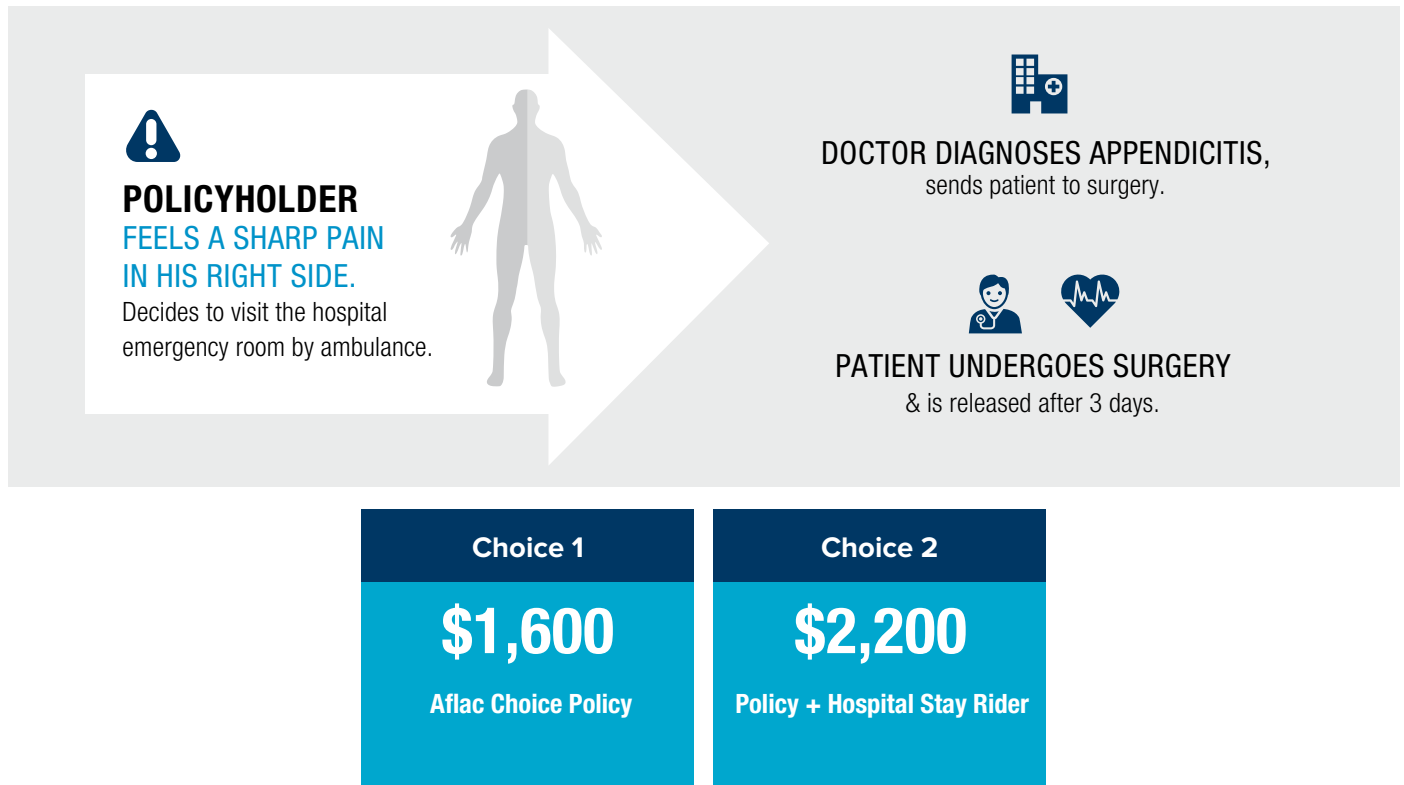 POLICYHOLDER
FEELS A SHARP PAIN
IN HIS RIGHT SIDE.
Decides to visit the hospital
emergency room by ambulance.
DOCTOR DIAGNOSES APPENDICITIS,
sends patient to surgery.
PATIENT UNDERGOES SURGERY
& is released after 3 days.
Choice 1
$1,600
Aflac Choice Policy
Choice 2
$2,200
Policy + Hospital Stay Rider